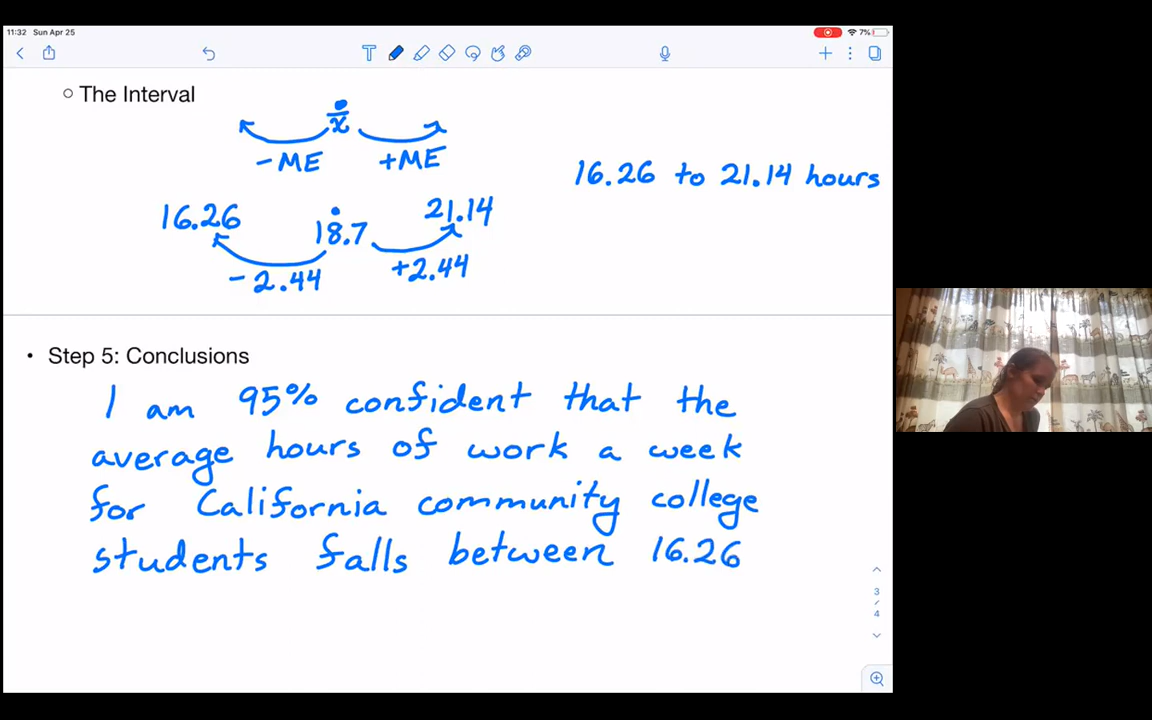 11:32 Sun Apr 25
7%
The Interval
x̄
-ME +ME
16.26 to 21.14 hours
16.26 18.7 21.14
-2.44 +2.44
• Step 5: Conclusions
I am 95% confident that the
average hours of work a week
for California community college
students falls between 16.26
3
/
4